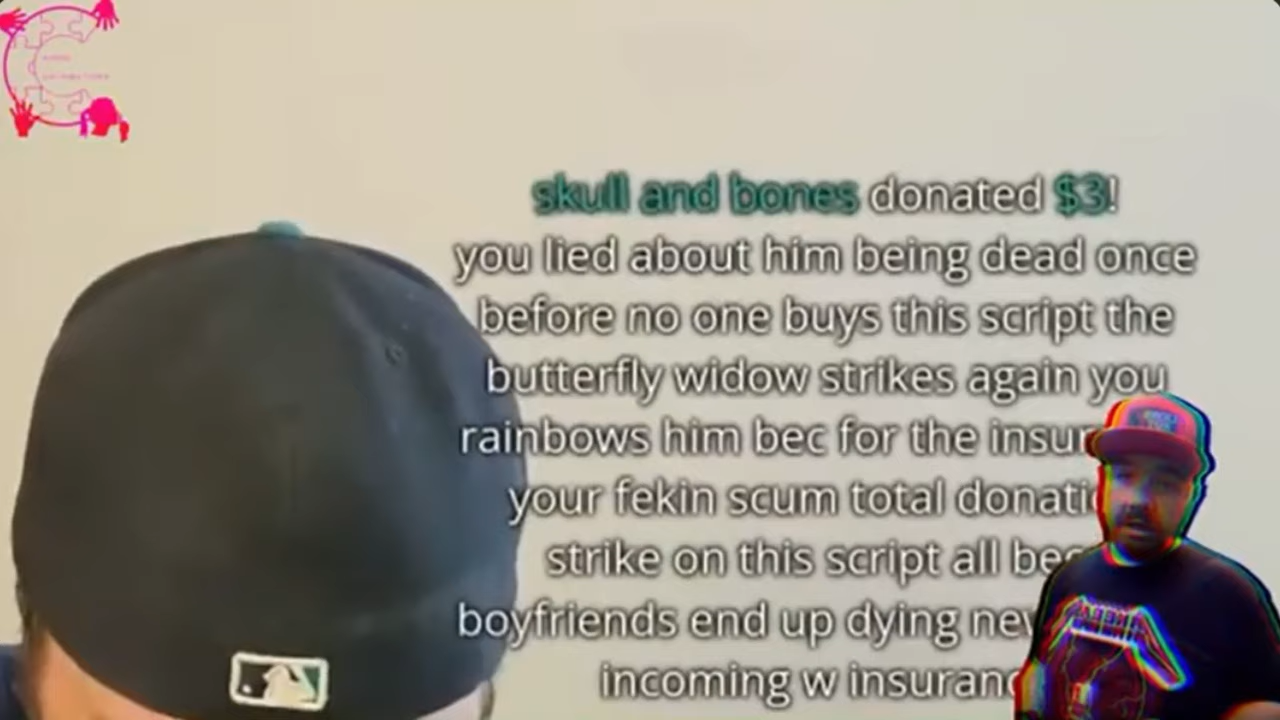 skull and bones donated $3!
you lied about him being dead once
before no one buys this script the
butterfly widow strikes again you
rainbows him bec for the
your fekin scum total
strike on this script all
boyfriends end up dying
incoming w